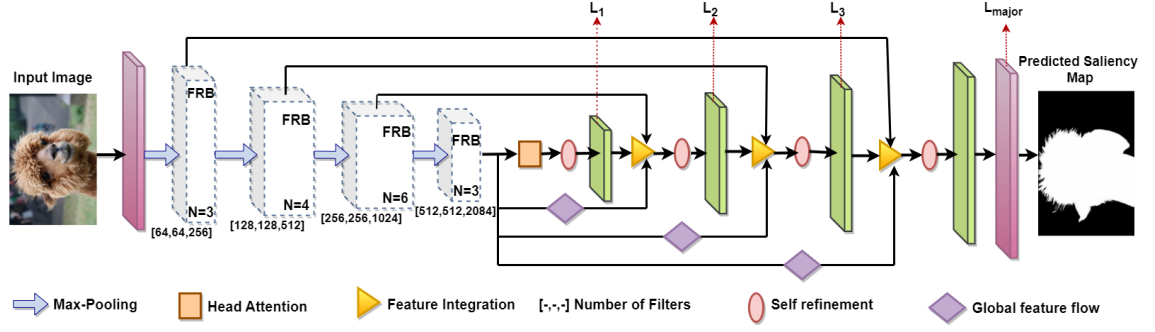 L1
L2
L3
Lmajor
Input Image
Predicted Saliency
Map
FRB
FRB
FRB
FRB
N=3
N=4
N=6
N=3
[64,64,256]
[128,128,512]
[256,256,1024]
[512,512,2084]
Max-Pooling
Head Attention
Feature Integration
[-,-,-] Number of Filters
Self refinement
Global feature flow